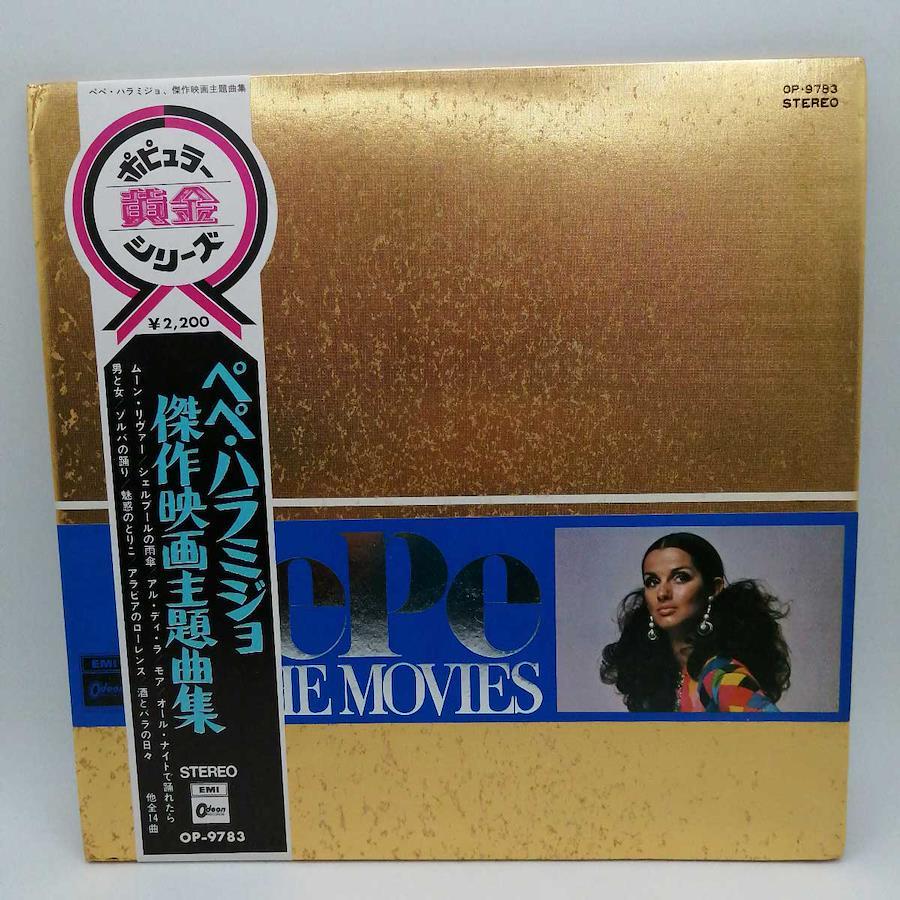 ペペ・ハラミジョ、傑作映画主題曲集
ポピュラー
黄金
シリーズ
¥2,200
ペペ・ハラミジョ
傑作映画主題曲集
ムーン・リヴァー/シェルブールの雨傘/アル・ディ・ラ/モア/オール・ナイトで踊れたら
男と女/ソルバの踊り/魅惑のとりこ/アラビアのローレンス/酒とバラの日々
他全14曲
STEREO
EMI
Odeon
OP-9783
OP-9783
STEREO
ePe
HE MOVIES
EMI
Odeon